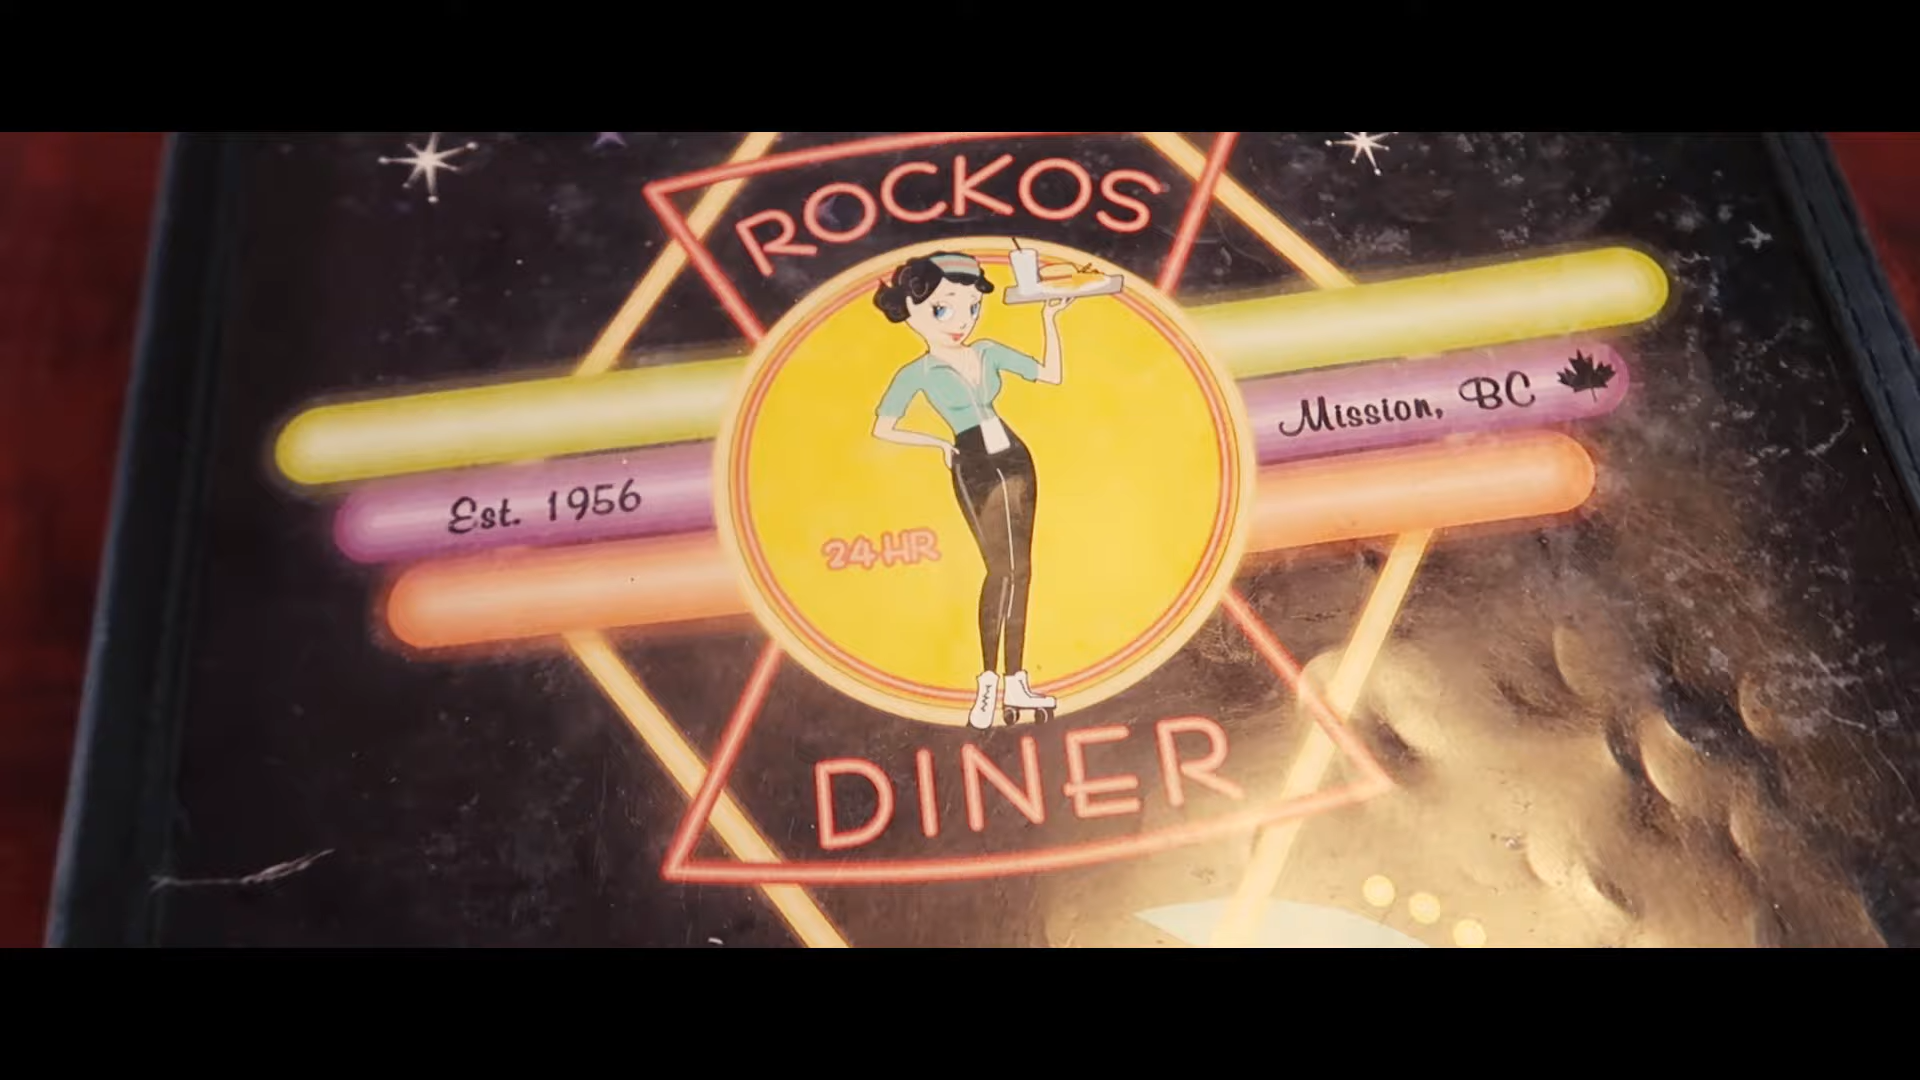 ROCKOS
Est. 1956
Mission, BC
24 HR
DINER